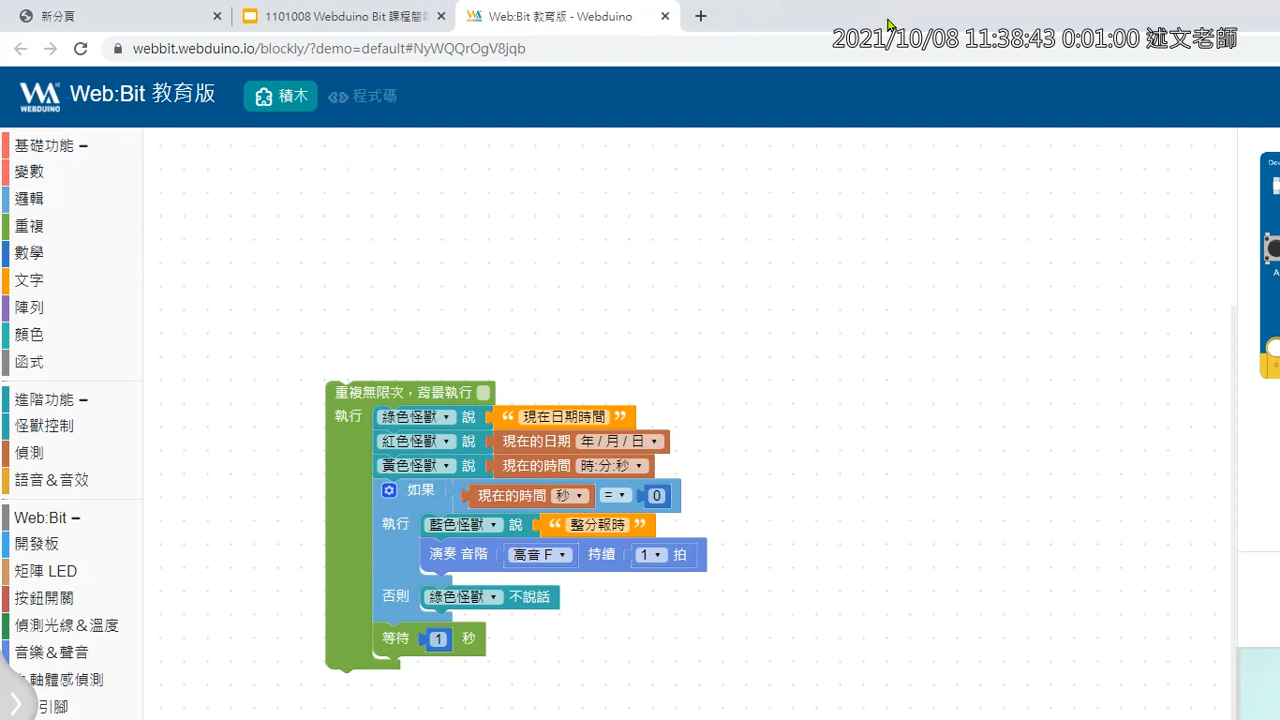 新分頁
1101008 Webduino Bit 課程簡
Web:Bit 教育版 - Webduino
webbit.webduino.io/blockly/?demo=default#NyWQQrOgV8jqb
2021/10/08 11:38:43 0:01:00 述文老師
WEBDUINO
Web:Bit 教育版
積木
程式碼
基礎功能
變數
邏輯
重複
數學
文字
陣列
顏色
函式
進階功能
怪獸控制
偵測
語音＆音效
Web:Bit
開發板
矩陣 LED
按鈕開關
偵測光線＆溫度
音樂＆聲音
軸體感偵測
引腳
重複無限次，背景執行
執行 綠色怪獸 說 “ 現在日期時間 ”
紅色怪獸 說 現在的日期 年 / 月 / 日
黃色怪獸 說 現在的時間 時:分:秒
如果 現在的時間 秒 = 0
執行 藍色怪獸 說 “ 整分報時 ”
演奏 音階 高音 F 持續 1 拍
否則 綠色怪獸 不說話
等待 1 秒
Dev
A
0